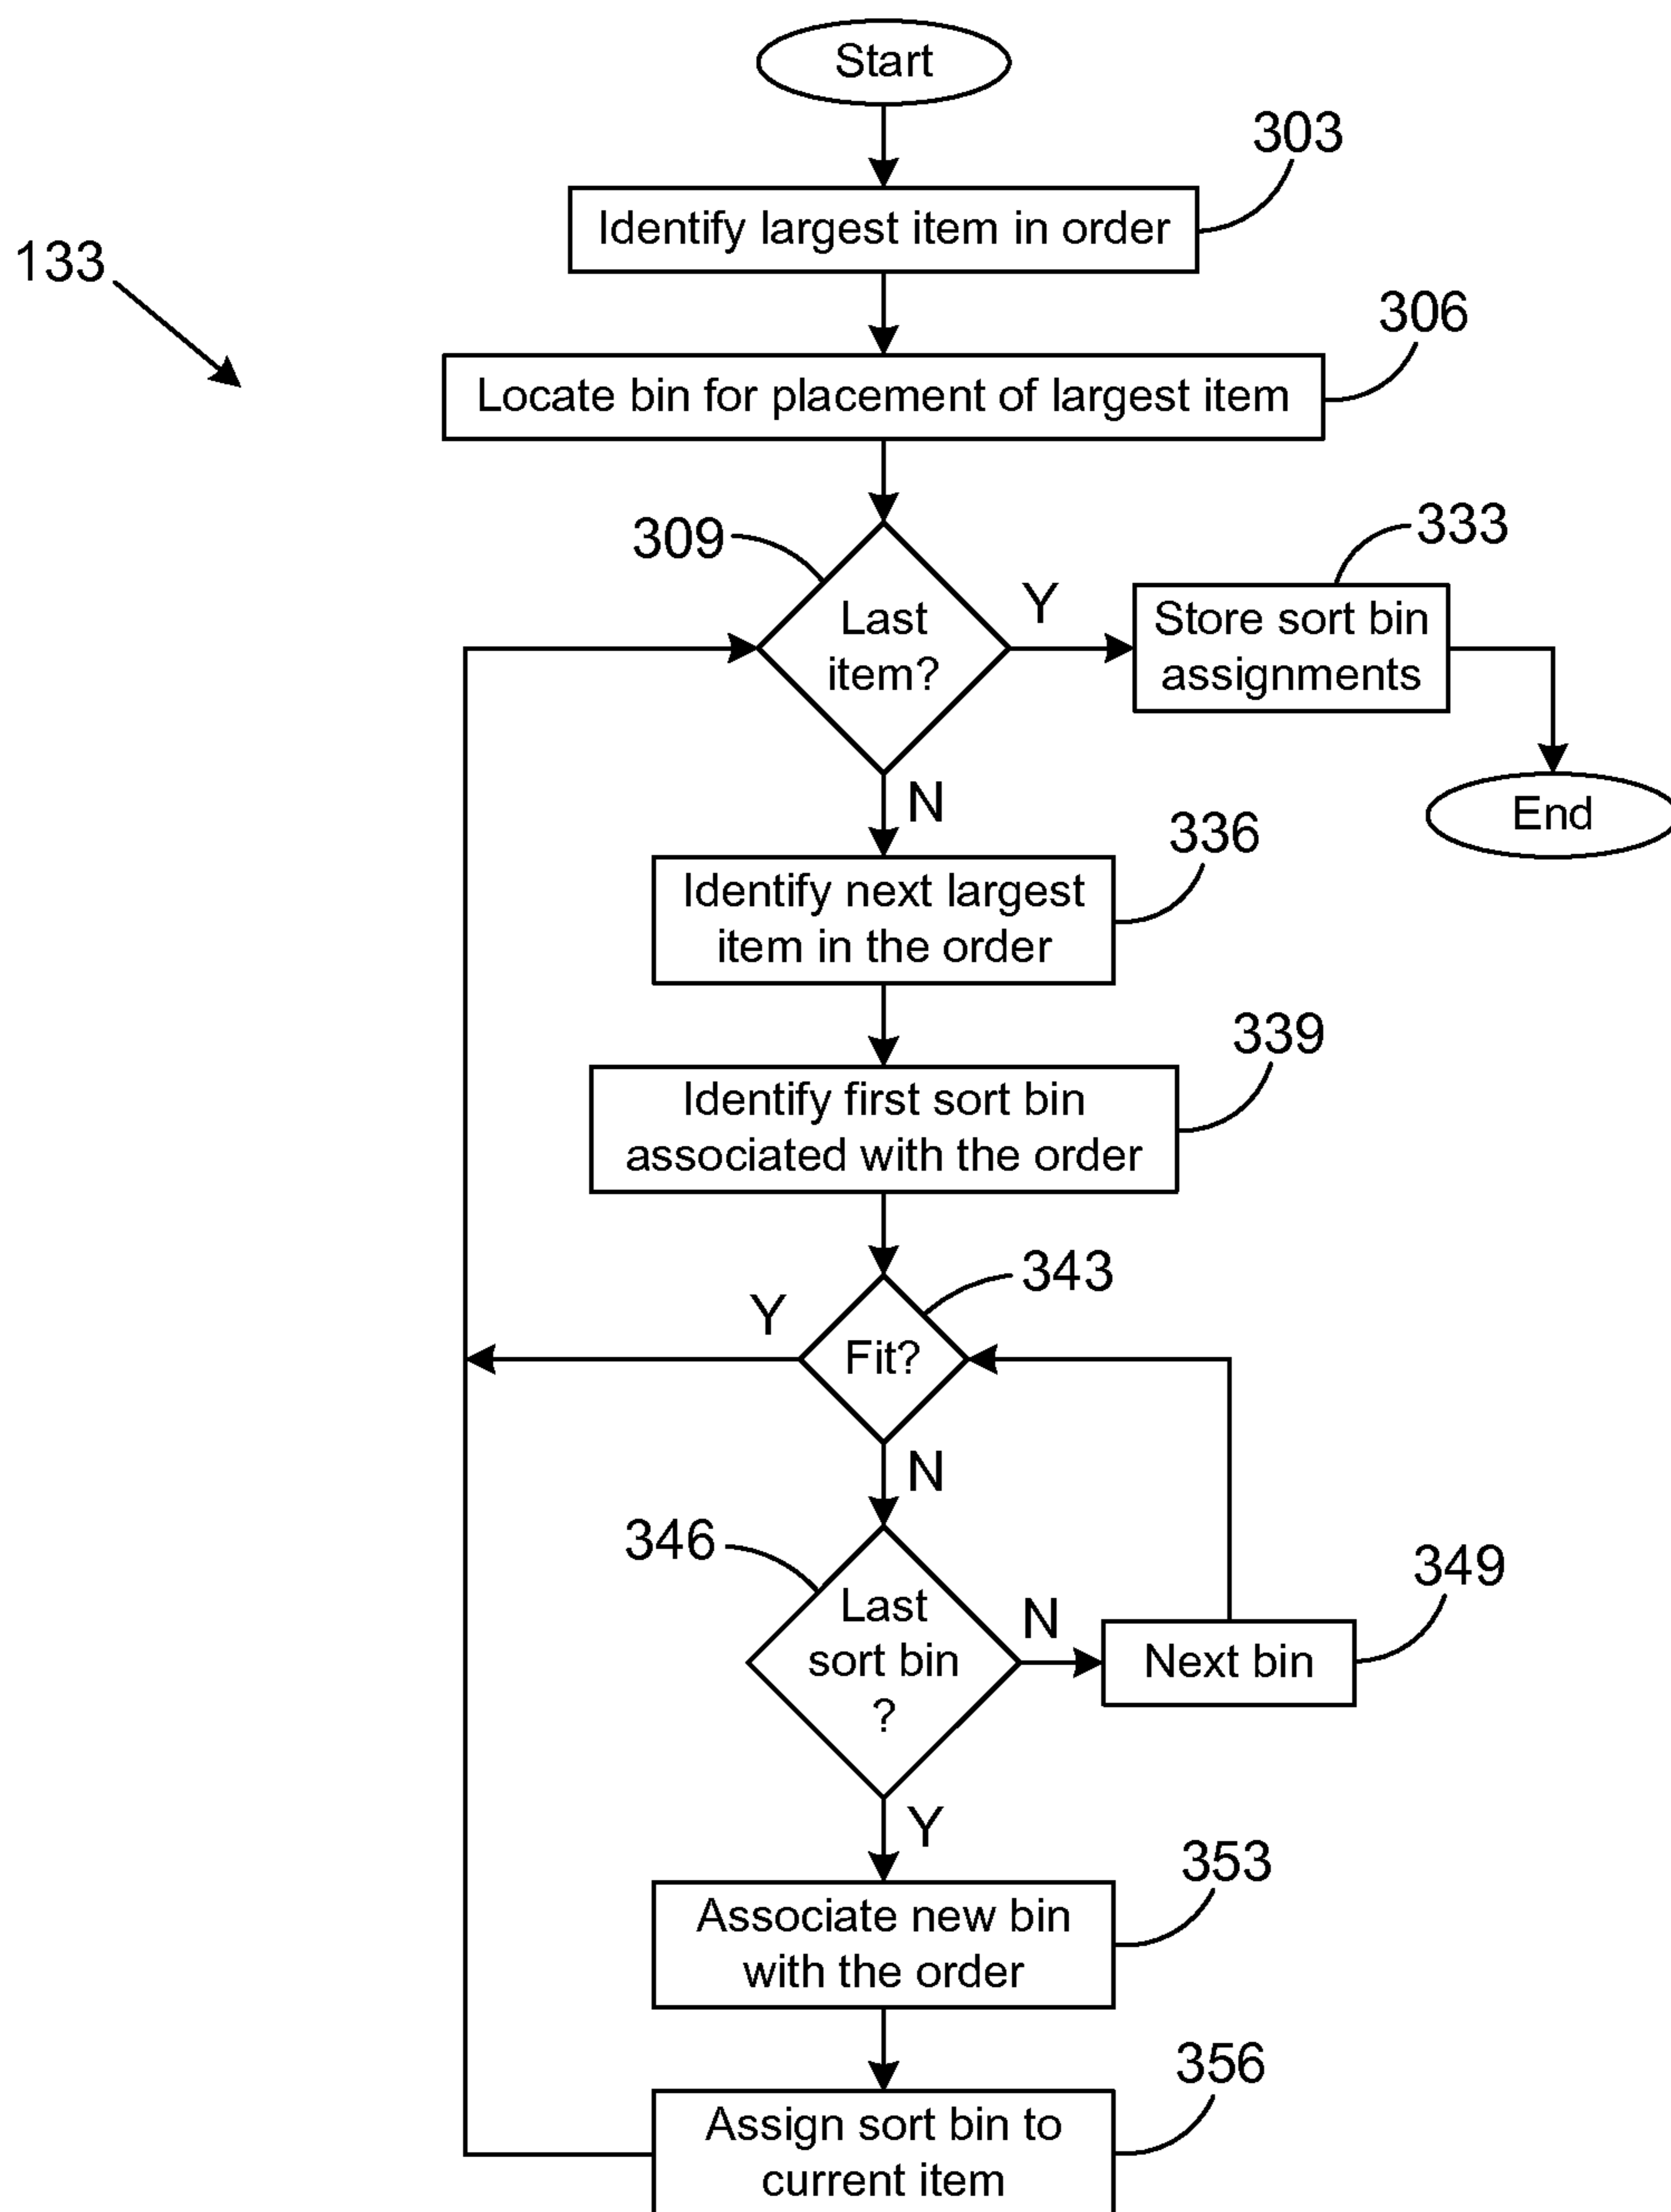 Start
303
Identify largest item in order
133
306
Locate bin for placement of largest item
309
333
Last
item?
Y
Store sort bin
assignments
N
End
336
Identify next largest
item in the order
339
Identify first sort bin
associated with the order
343
Y
Fit?
N
346
349
Last
sort bin
?
N
Next bin
Y
353
Associate new bin
with the order
356
Assign sort bin to
current item